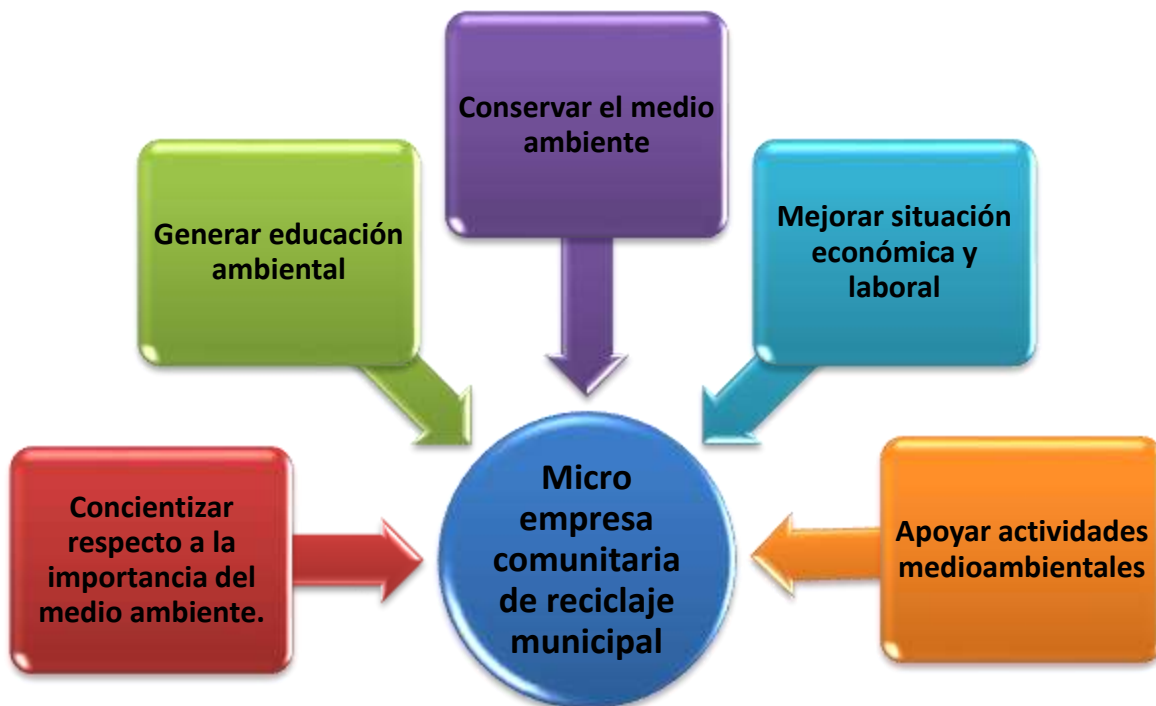 Conservar el medio
ambiente
Generar educación
ambiental
Mejorar situación
económica y
laboral
Concientizar
respecto a la
importancia del
medio ambiente.
Micro
empresa
comunitaria
de reciclaje
municipal
Apoyar actividades
medioambientales